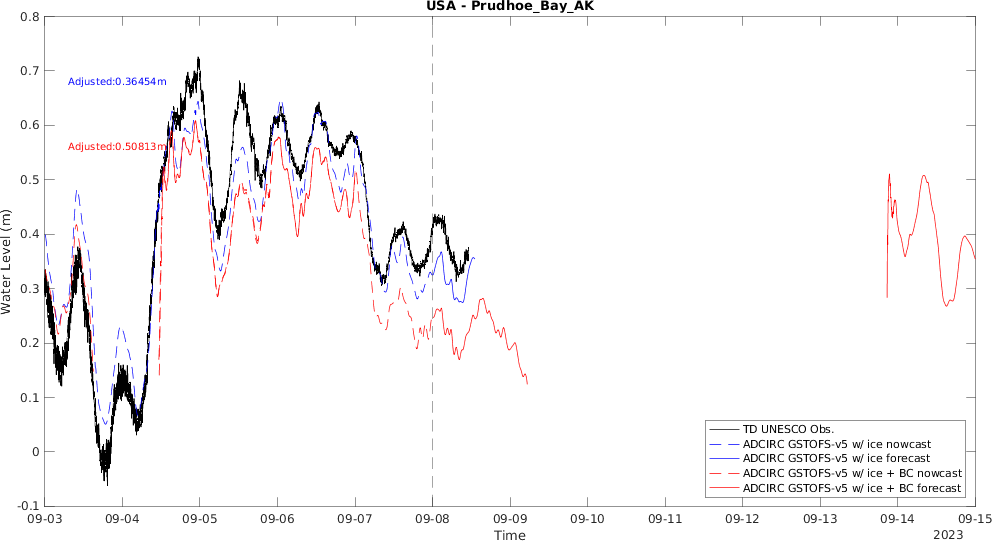 USA - Prudhoe_Bay_AK
0.8
0.7
0.6
0.5
0.4
0.3
0.2
0.1
0
-0.1
Water Level (m)
Adjusted:0.36454m
Adjusted:0.50813m
TD UNESCO Obs.
ADCIRC GSTOFS-v5 w/ ice nowcast
ADCIRC GSTOFS-v5 w/ ice forecast
ADCIRC GSTOFS-v5 w/ ice + BC nowcast
ADCIRC GSTOFS-v5 w/ ice + BC forecast
09-03 09-04 09-05 09-06 09-07 09-08 09-09 09-10 09-11 09-12 09-13 09-14 09-15
Time
2023